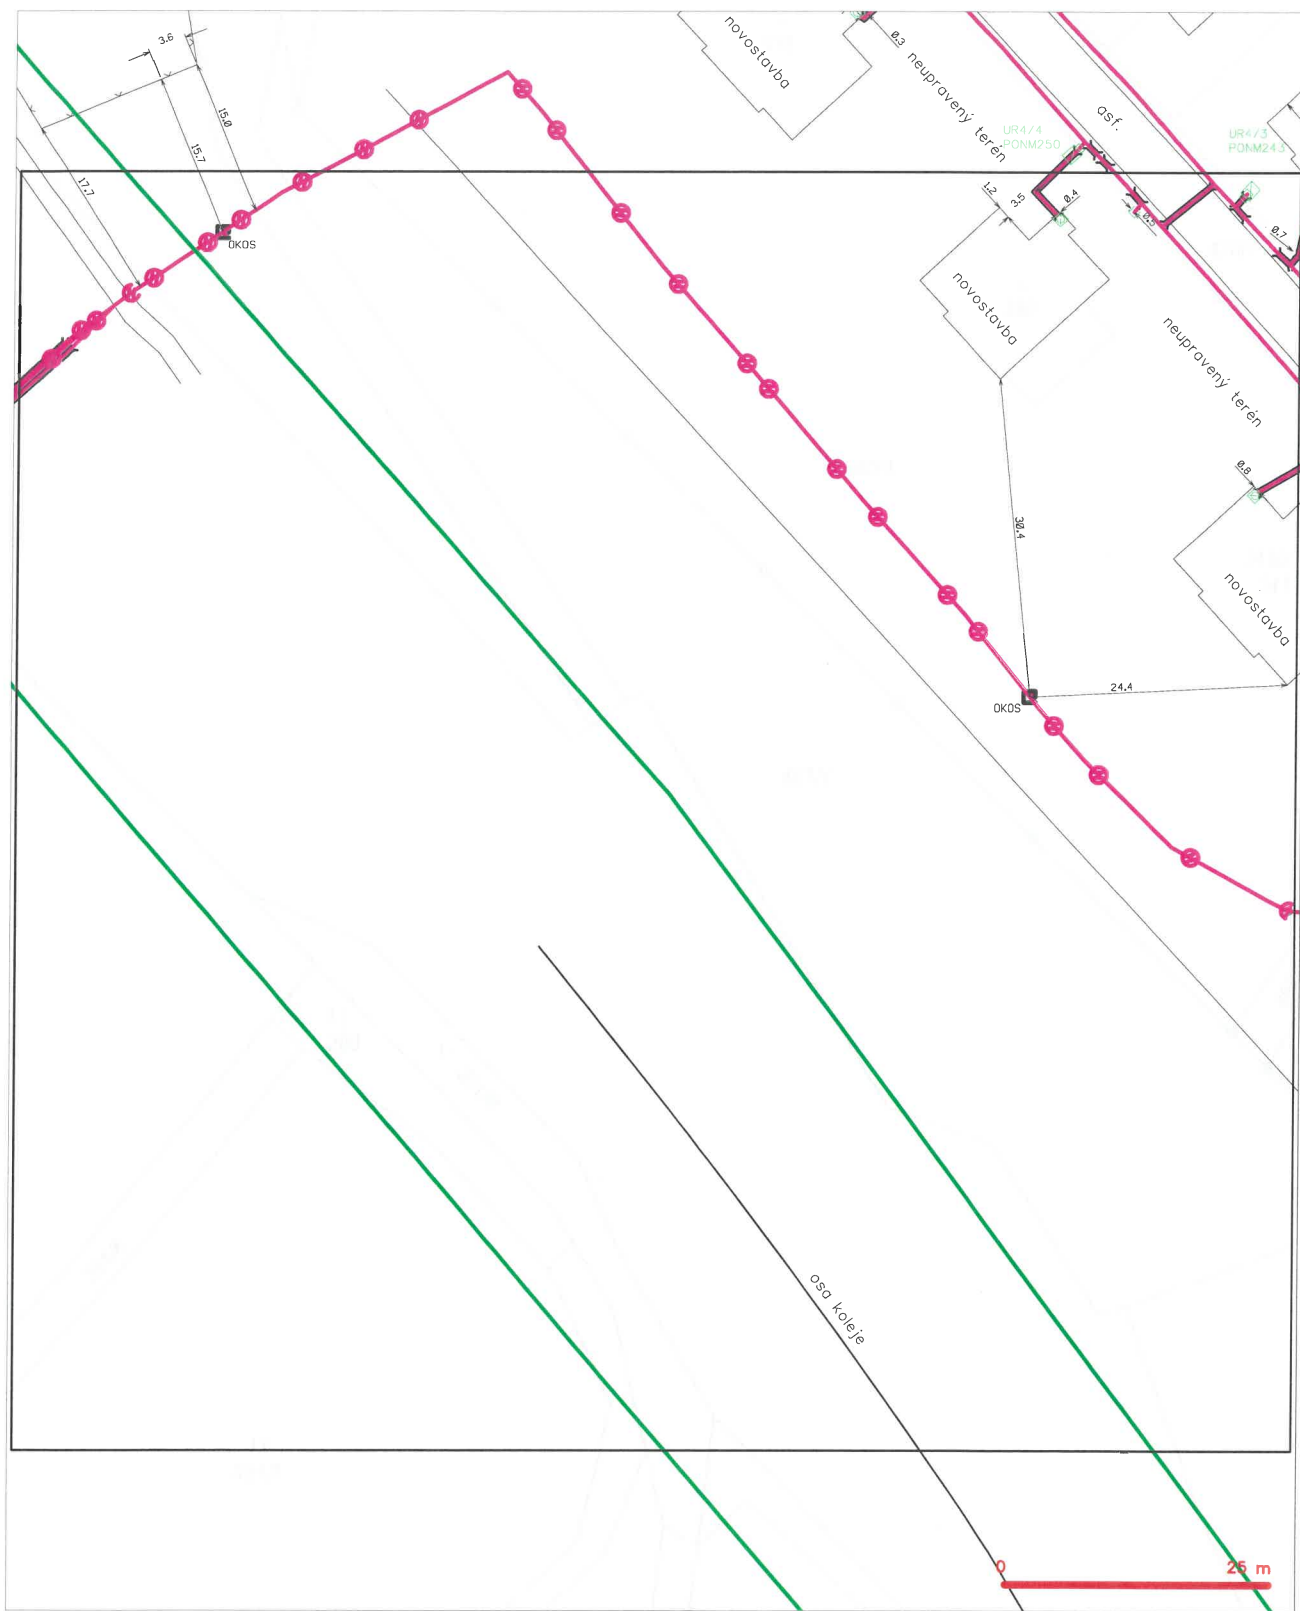 3.6
novostavba
0.3
neupravený terén
asf.
UR4/4
PONM250
UR4/3
PONM243
15.0
15.7
17.7
1.2
3.5
0.4
0.5
0.7
OKOS
novostavba
neupravený terén
0.8
30.4
novostavba
24.4
OKOS
osa koleje
0
25 m